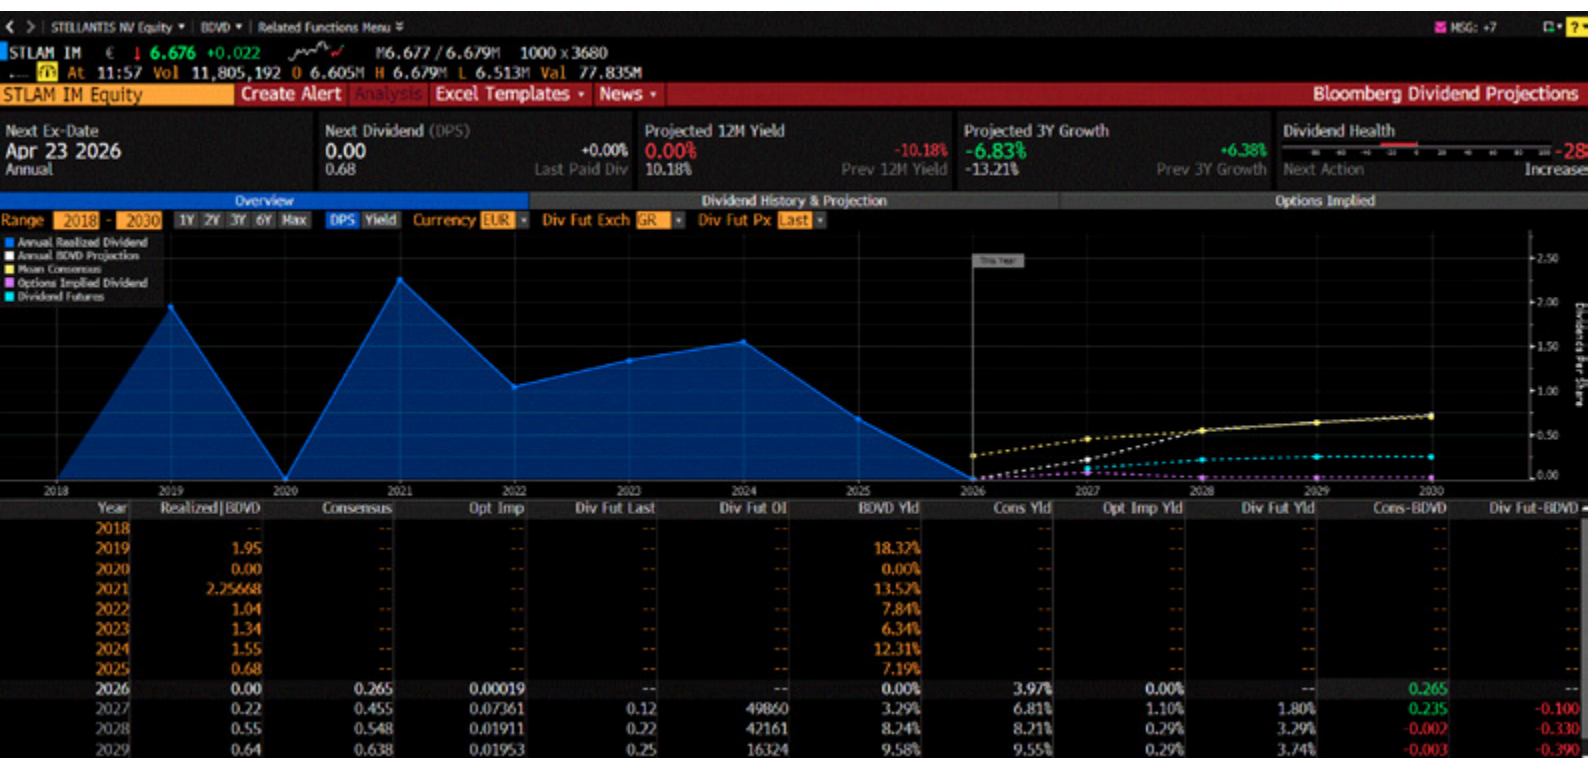 STELLANTIS NV Equity BDVD Related Functions Menu MSG: +7 ?
STLAM IM € 6.676 +0.022 M6.677/6.679M 1000 x 3680
At 11:57 Vol 11,805,192 O 6.605M H 6.679M L 6.513M Val 77.835M
STLAM IM Equity Create Alert Analysis Excel Templates News Bloomberg Dividend Projections
Next Ex-Date Next Dividend (DPS) Projected 12M Yield Projected 3Y Growth Dividend Health
Apr 23 2026 0.00 +0.00% 0.00% -10.18% -6.83% +6.38% -28
Annual 0.68 Last Paid Div 10.18% Prev 12M Yield -13.21% Prev 3Y Growth Next Action Increase
Overview Dividend History & Projection Options Implied
Range 2018 - 2030 1Y 2Y 3Y 6Y Max DPS Yield Currency EUR Div Fut Exch GR Div Fut Px Last
Annual Realized Dividend
Annual BDVD Projection
Mean Consensus
Options Implied Dividend
Dividend Futures
This Year
2.50
2.00
1.50
1.00
0.50
0.00
Dividends Per Share
2018 2019 2020 2021 2022 2023 2024 2025 2026 2027 2028 2029 2030
Year Realized|BDVD Consensus Opt Imp Div Fut Last Div Fut OI BDVD Yld Cons Yld Opt Imp Yld Div Fut Yld Cons-BDVD Div Fut-BDVD
2018 -- -- -- -- -- -- -- -- -- -- --
2019 1.95 -- -- -- -- 18.32% -- -- -- -- --
2020 0.00 -- -- -- -- 0.00% -- -- -- -- --
2021 2.25668 -- -- -- -- 13.52% -- -- -- -- --
2022 1.04 -- -- -- -- 7.84% -- -- -- -- --
2023 1.34 -- -- -- -- 6.34% -- -- -- -- --
2024 1.55 -- -- -- -- 12.31% -- -- -- -- --
2025 0.68 -- -- -- -- 7.19% -- -- -- -- --
2026 0.00 0.265 0.00019 -- -- 0.00% 3.97% 0.00% -- 0.265 --
2027 0.22 0.455 0.07361 0.12 49860 3.29% 6.81% 1.10% 1.80% 0.235 -0.100
2028 0.55 0.548 0.01911 0.22 42161 8.24% 8.21% 0.29% 3.29% -0.002 -0.330
2029 0.64 0.638 0.01953 0.25 16324 9.58% 9.55% 0.29% 3.74% -0.003 -0.390